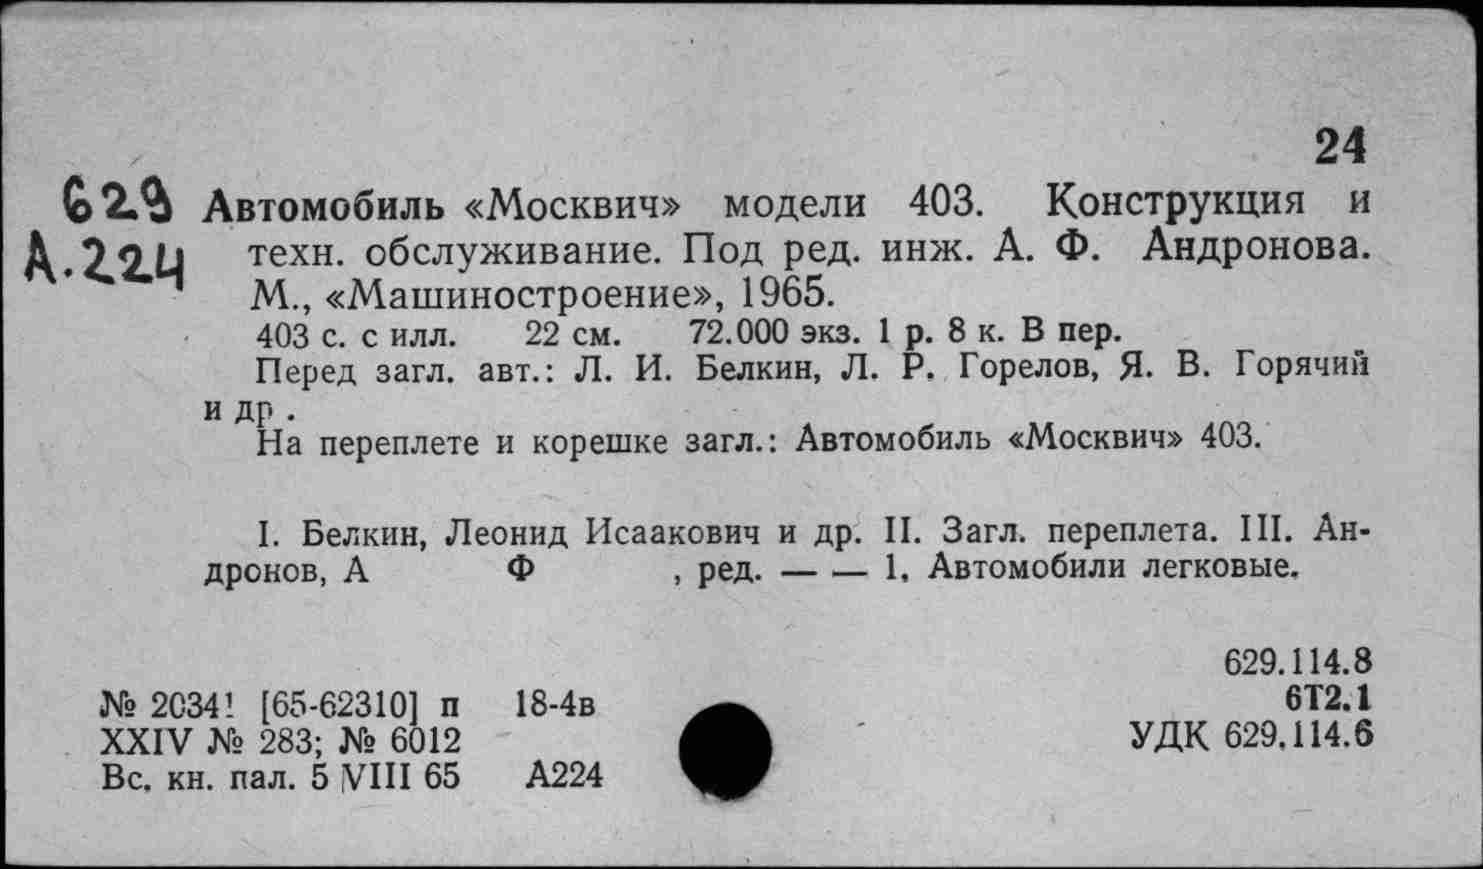 24
629 Автомобиль «Москвич» модели 403. Конструкция и
А.224 техн. обслуживание. Под ред. инж. А. Ф. Андронова.
М., «Машиностроение», 1965.
403 с. с илл. 22 см. 72.000 экз. 1 р. 8 к. В пер.
Перед загл. авт.: Л. И. Белкин, Л. Р. Горелов, Я. В. Горячий
и др .
На переплете и корешке загл.: Автомобиль «Москвич» 403.
I. Белкин, Леонид Исаакович и др. II. Загл. переплета. III. Ан-
дронов, А Ф , ред. — — 1. Автомобили легковые.
629.114.8
№ 20341 [65-62310] п 18-4в 6Т2.1
XXIV № 283; № 6012 УДК 629.114.6
Вс. кн. пал. 5 VIII 65 А224